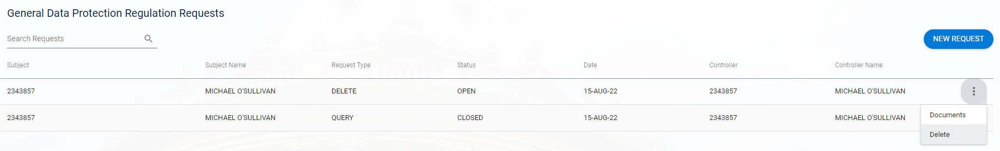 General Data Protection Regulation Requests
Search Requests
NEW REQUEST
Subject Subject Name Request Type Status Date Controller Controller Name
2343857 MICHAEL O'SULLIVAN DELETE OPEN 15-AUG-22 2343857 MICHAEL O'SULLIVAN
2343857 MICHAEL O'SULLIVAN QUERY CLOSED 15-AUG-22 2343857 MICHAEL O'SULLIVAN
Documents
Delete